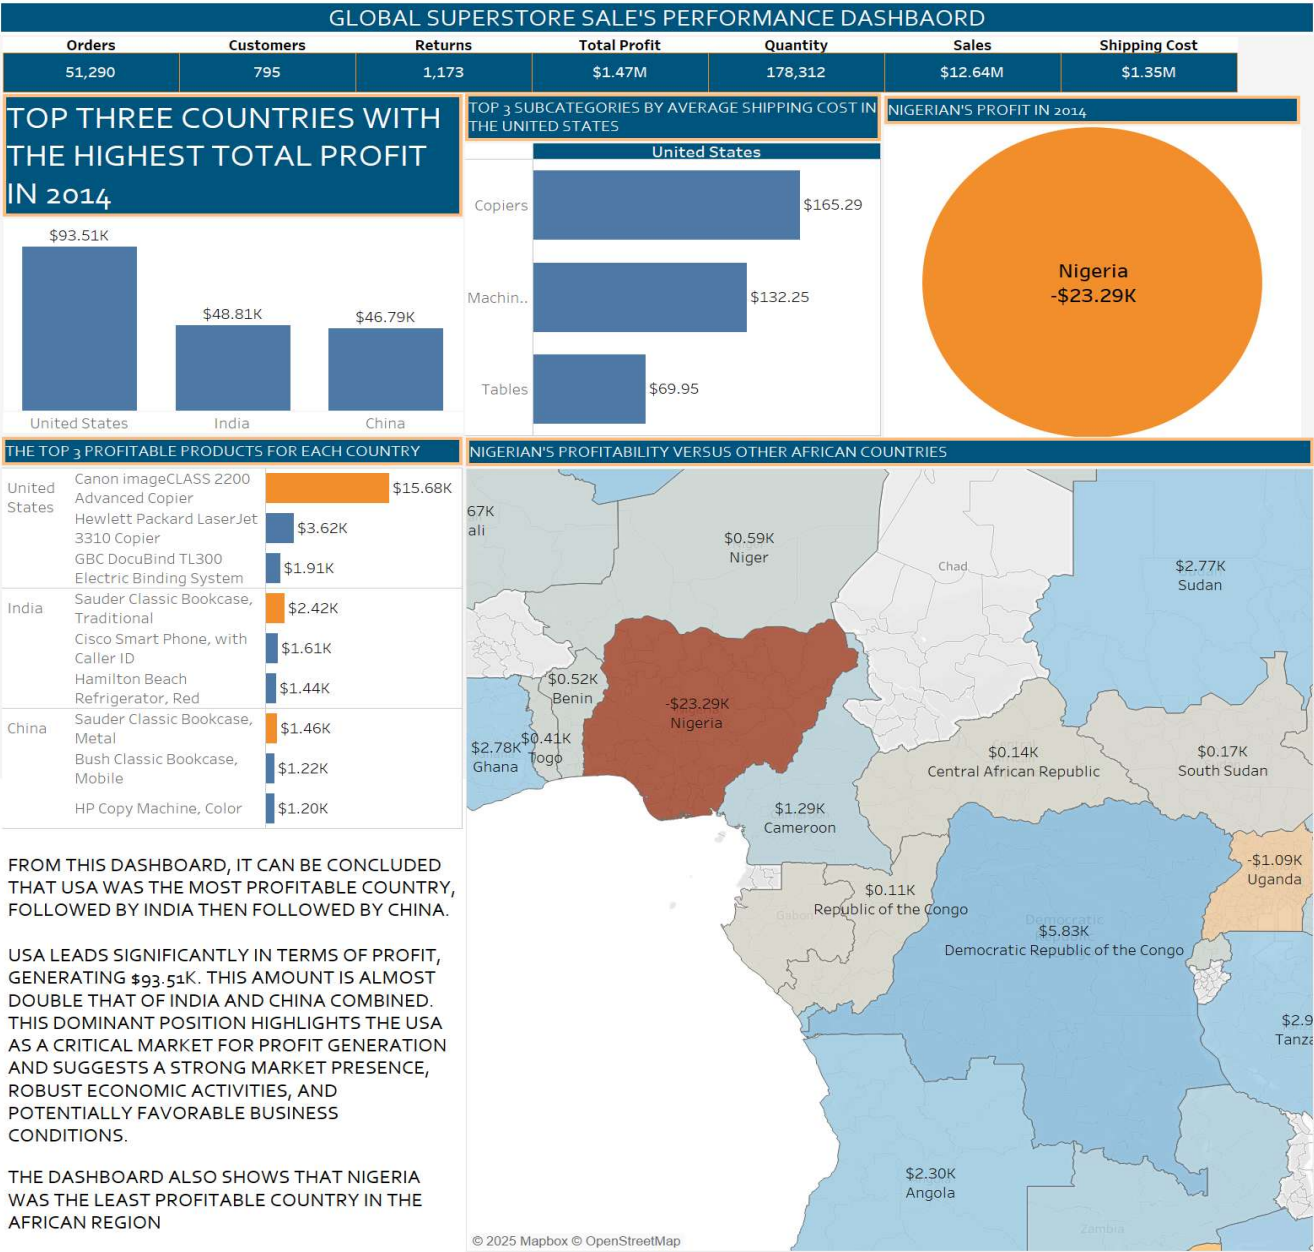 GLOBAL SUPERSTORE SALE'S PERFORMANCE DASHBAORD
Orders Customers Returns Total Profit Quantity Sales Shipping Cost
51,290 795 1,173 $1.47M 178,312 $12.64M $1.35M
TOP THREE COUNTRIES WITH
THE HIGHEST TOTAL PROFIT
IN 2014
$93.51K
$48.81K
$46.79K
United States India China
TOP 3 SUBCATEGORIES BY AVERAGE SHIPPING COST IN
THE UNITED STATES
United States
Copiers $165.29
Machin.. $132.25
Tables $69.95
NIGERIAN'S PROFIT IN 2014
Nigeria
-$23.29K
THE TOP 3 PROFITABLE PRODUCTS FOR EACH COUNTRY
United
States
Canon imageCLASS 2200
Advanced Copier
$15.68K
Hewlett Packard LaserJet
3310 Copier
$3.62K
GBC DocuBind TL300
Electric Binding System
$1.91K
India
Sauder Classic Bookcase,
Traditional
$2.42K
Cisco Smart Phone, with
Caller ID
$1.61K
Hamilton Beach
Refrigerator, Red
$1.44K
China
Sauder Classic Bookcase,
Metal
$1.46K
Bush Classic Bookcase,
Mobile
$1.22K
HP Copy Machine, Color $1.20K
FROM THIS DASHBOARD, IT CAN BE CONCLUDED
THAT USA WAS THE MOST PROFITABLE COUNTRY,
FOLLOWED BY INDIA THEN FOLLOWED BY CHINA.
USA LEADS SIGNIFICANTLY IN TERMS OF PROFIT,
GENERATING $93.51K. THIS AMOUNT IS ALMOST
DOUBLE THAT OF INDIA AND CHINA COMBINED.
THIS DOMINANT POSITION HIGHLIGHTS THE USA
AS A CRITICAL MARKET FOR PROFIT GENERATION
AND SUGGESTS A STRONG MARKET PRESENCE,
ROBUST ECONOMIC ACTIVITIES, AND
POTENTIALLY FAVORABLE BUSINESS
CONDITIONS.
THE DASHBOARD ALSO SHOWS THAT NIGERIA
WAS THE LEAST PROFITABLE COUNTRY IN THE
AFRICAN REGION
NIGERIAN'S PROFITABILITY VERSUS OTHER AFRICAN COUNTRIES
67K
ali
$0.59K
Niger
Chad
$2.77K
Sudan
$0.52K
Benin
-$23.29K
Nigeria
$0.41K
Togo
$2.78K
Ghana
$0.14K
Central African Republic
$0.17K
South Sudan
$1.29K
Cameroon
-$1.09K
Uganda
$0.11K
Republic of the Congo
Gabon
Democratic
$5.83K
Democratic Republic of the Congo
$2.9
Tanza
$2.30K
Angola
Zambia
© 2025 Mapbox © OpenStreetMap